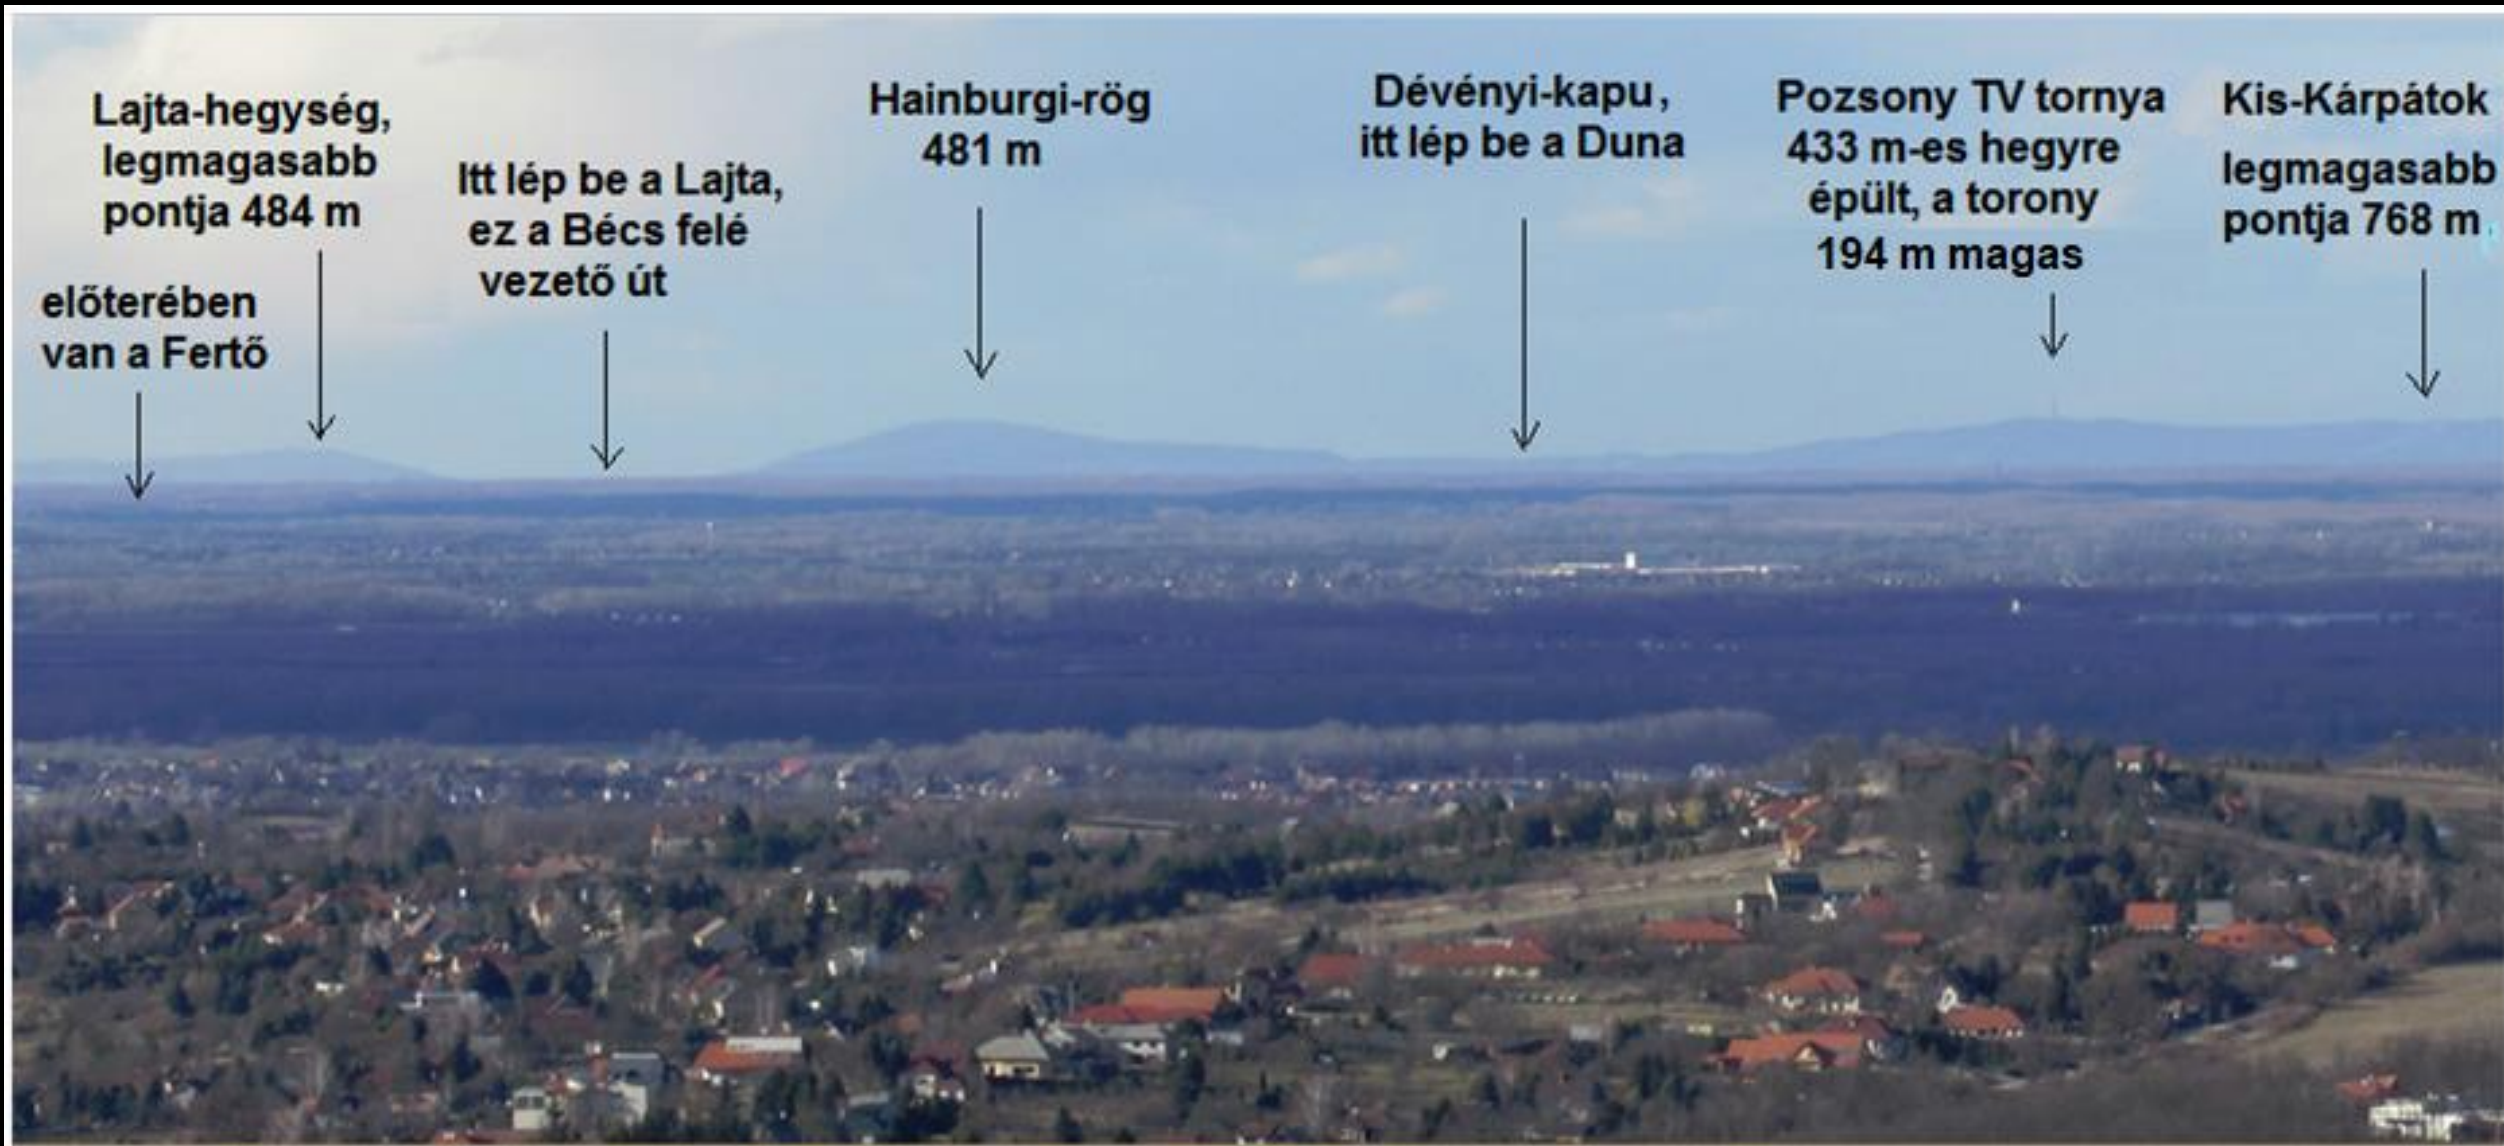 Lajta-hegység,
legmagasabb
pontja 484 m
előterében
van a Fertő
Itt lép be a Lajta,
ez a Bécs felé
vezető út
Hainburgi-rög
481 m
Dévényi-kapu,
itt lép be a Duna
Pozsony TV tornya
433 m-es hegyre
épült, a torony
194 m magas
Kis-Kárpátok
legmagasabb
pontja 768 m